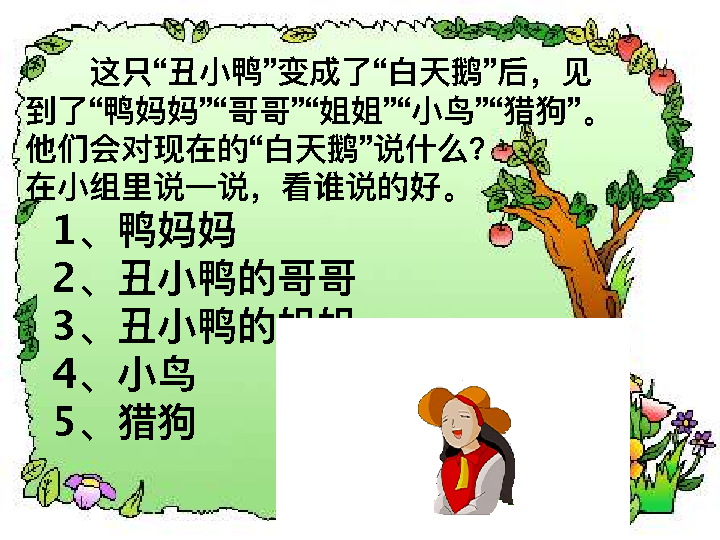 这只“丑小鸭”变成了“白天鹅”后，见
到了“鸭妈妈”“哥哥”“姐姐”“小鸟”“猎狗”。
他们会对现在的“白天鹅”说什么？
在小组里说一说，看谁说的好。
1、鸭妈妈
2、丑小鸭的哥哥
3、丑小鸭的姐姐
4、小鸟
5、猎狗